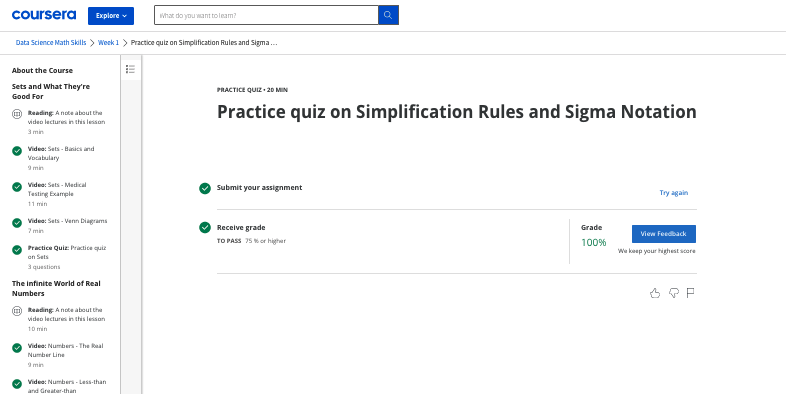 coursera
Explore
What do you want to learn?
Data Science Math Skills
Week 1
Practice quiz on Simplification Rules and Sigma ...
About the Course
Sets and What They're
Good For
Reading: A note about the
video lectures in this lesson
3 min
Video: Sets - Basics and
Vocabulary
9 min
Video: Sets - Medical
Testing Example
11 min
Video: Sets - Venn Diagrams
7 min
Practice Quiz: Practice quiz
on Sets
3 questions
The infinite World of Real
Numbers
Reading: A note about the
video lectures in this lesson
10 min
Video: Numbers - The Real
Number Line
9 min
Video: Numbers - Less-than
and Greater-than
PRACTICE QUIZ • 20 MIN
Practice quiz on Simplification Rules and Sigma Notation
Submit your assignment
Try again
Receive grade
TO PASS 75 % or higher
Grade
100%
View Feedback
We keep your highest score